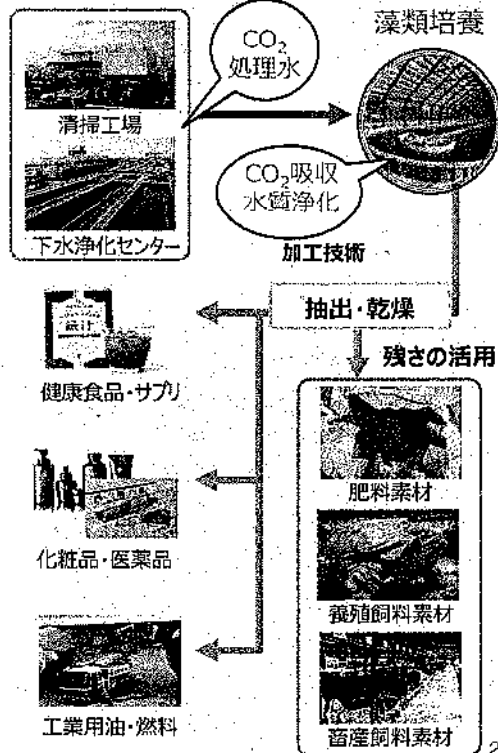 藻類培養
CO₂
処理水
清掃工場
CO₂吸収
水質浄化
下水浄化センター
加工技術
抽出・乾燥
残さの活用
健康食品・サプリ
肥料素材
化粧品・医薬品
養殖飼料素材
工業用油・燃料
畜産飼料素材
2